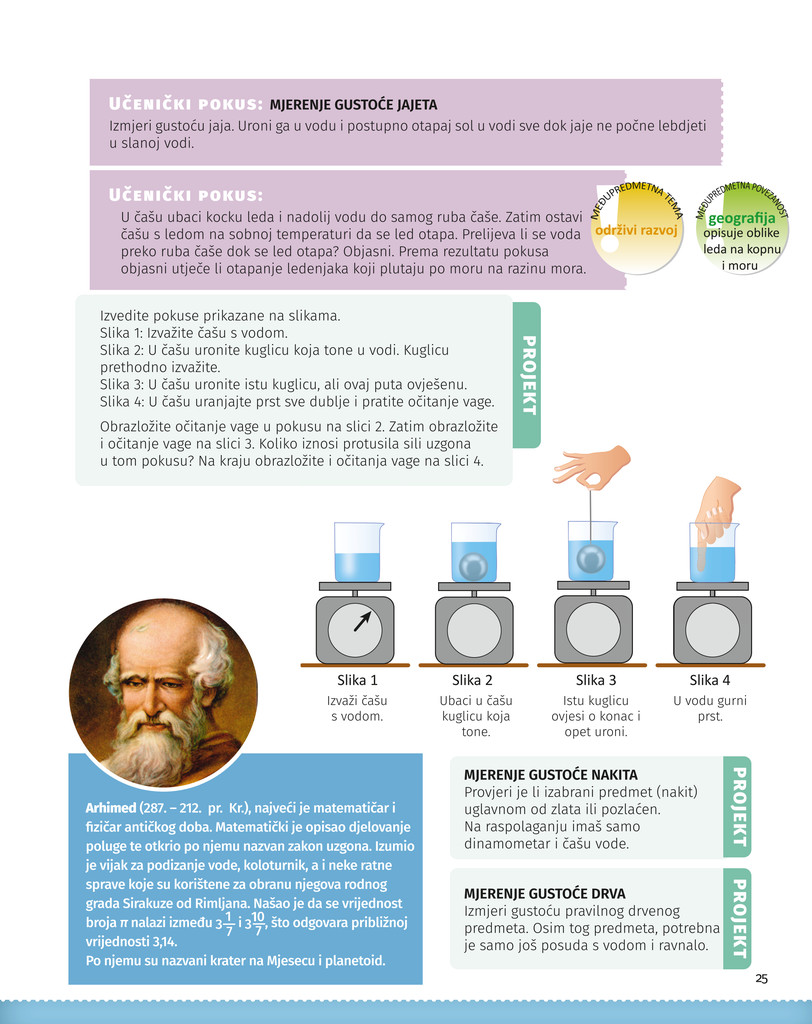 UČENIČKI POKUS: MJERENJE GUSTOĆE JAJETA
Izmjeri gustoću jaja. Uroni ga u vodu i postupno otapaj sol u vodi sve dok jaje ne počne lebdjeti
u slanoj vodi.
UČENIČKI POKUS:
U čašu ubaci kocku leda i nadolij vodu do samog ruba čaše. Zatim ostavi
čašu s ledom na sobnoj temperaturi da se led otapa. Prelijeva li se voda
preko ruba čaše dok se led otapa? Objasni. Prema rezultatu pokusa
objasni utječe li otapanje ledenjaka koji plutaju po moru na razinu mora.
MEĐUPREDMETNA TEMA
održivi razvoj
MEĐUPREDMETNA POVEZANOST
geografija
opisuje oblike
leda na kopnu
i moru
Izvedite pokuse prikazane na slikama.
Slika 1: Izvažite čašu s vodom.
Slika 2: U čašu uronite kuglicu koja tone u vodi. Kuglicu
prethodno izvažite.
Slika 3: U čašu uronite istu kuglicu, ali ovaj puta ovješenu.
Slika 4: U čašu uranjajte prst sve dublje i pratite očitanje vage.
Obrazložite očitanje vage u pokusu na slici 2. Zatim obrazložite
i očitanje vage na slici 3. Koliko iznosi protusila sili uzgona
u tom pokusu? Na kraju obrazložite i očitanja vage na slici 4.
PROJEKT
Slika 1
Izvaži čašu
s vodom.
Slika 2
Ubaci u čašu
kuglicu koja
tone.
Slika 3
Istu kuglicu
ovjesi o konac i
opet uroni.
Slika 4
U vodu gurni
prst.
Arhimed (287. – 212. pr. Kr.), najveći je matematičar i
fizičar antičkog doba. Matematički je opisao djelovanje
poluge te otkrio po njemu nazvan zakon uzgona. Izumio
je vijak za podizanje vode, koloturnik, a i neke ratne
sprave koje su korištene za obranu njegova rodnog
grada Sirakuze od Rimljana. Našao je da se vrijednost
broja π nalazi između 3 1/7 i 3 10/7, što odgovara približnoj
vrijednosti 3,14.
Po njemu su nazvani krater na Mjesecu i planetoid.
MJERENJE GUSTOĆE NAKITA
Provjeri je li izabrani predmet (nakit)
uglavnom od zlata ili pozlaćen.
Na raspolaganju imaš samo
dinamometar i čašu vode.
PROJEKT
MJERENJE GUSTOĆE DRVA
Izmjeri gustoću pravilnog drvenog
predmeta. Osim tog predmeta, potrebna
je samo još posuda s vodom i ravnalo.
PROJEKT
25